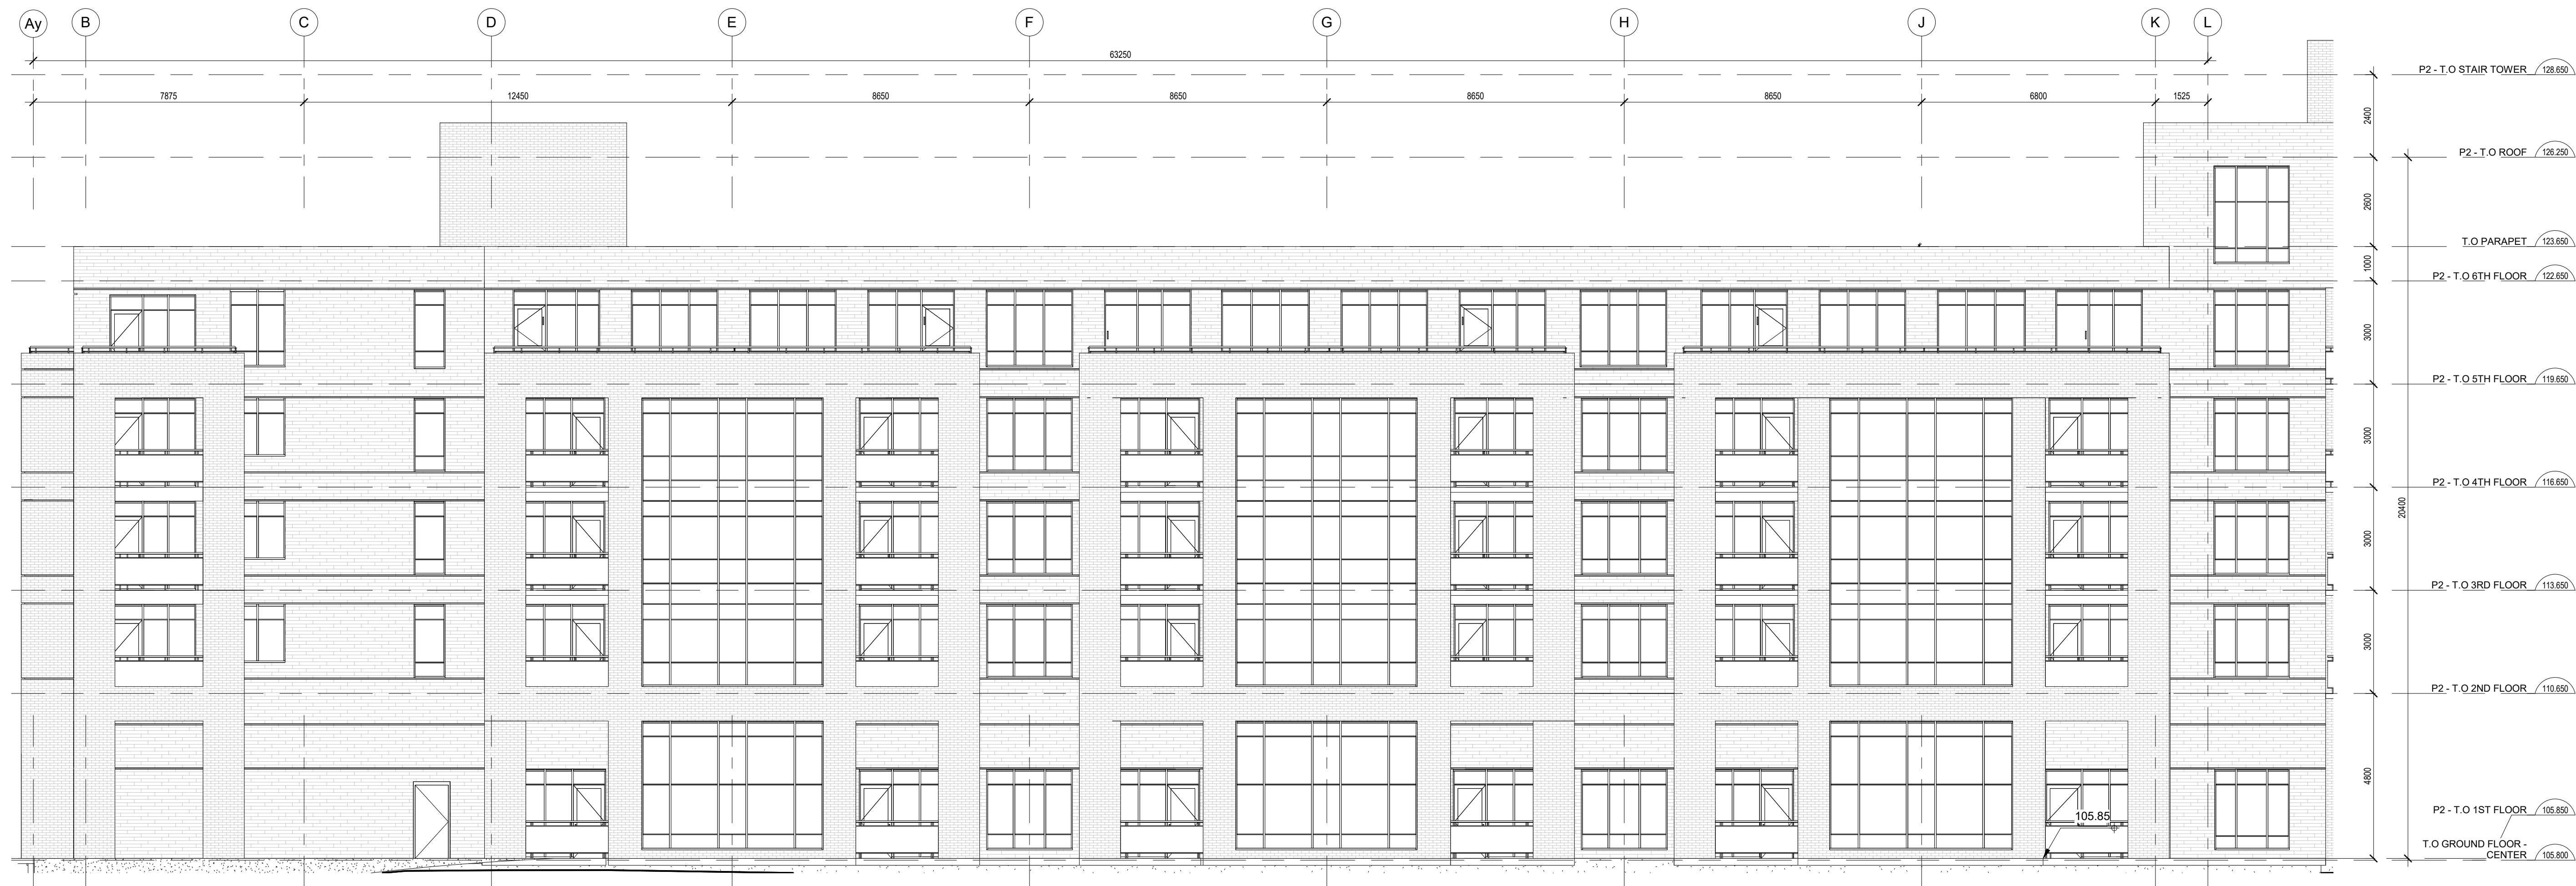 Ay B C D E F G H J K L
63250
7875 12450 8650 8650 8650 8650 6800 1525
P2 - T.O STAIR TOWER 128.650
2400
P2 - T.O ROOF 126.250
2600
T.O PARAPET 123.650
1000
P2 - T.O 6TH FLOOR 122.650
3000
P2 - T.O 5TH FLOOR 119.650
3000
P2 - T.O 4TH FLOOR 116.650
20400
3000
P2 - T.O 3RD FLOOR 113.650
3000
P2 - T.O 2ND FLOOR 110.650
4800
P2 - T.O 1ST FLOOR 105.850
105.85
T.O GROUND FLOOR -
CENTER 105.800